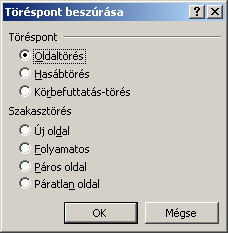 Töréspont beszúrása
Töréspont
Oldaltörés
Hasábtörés
Körbefuttatás-törés
Szakasztörés
Új oldal
Folyamatos
Páros oldal
Páratlan oldal
OK
Mégse